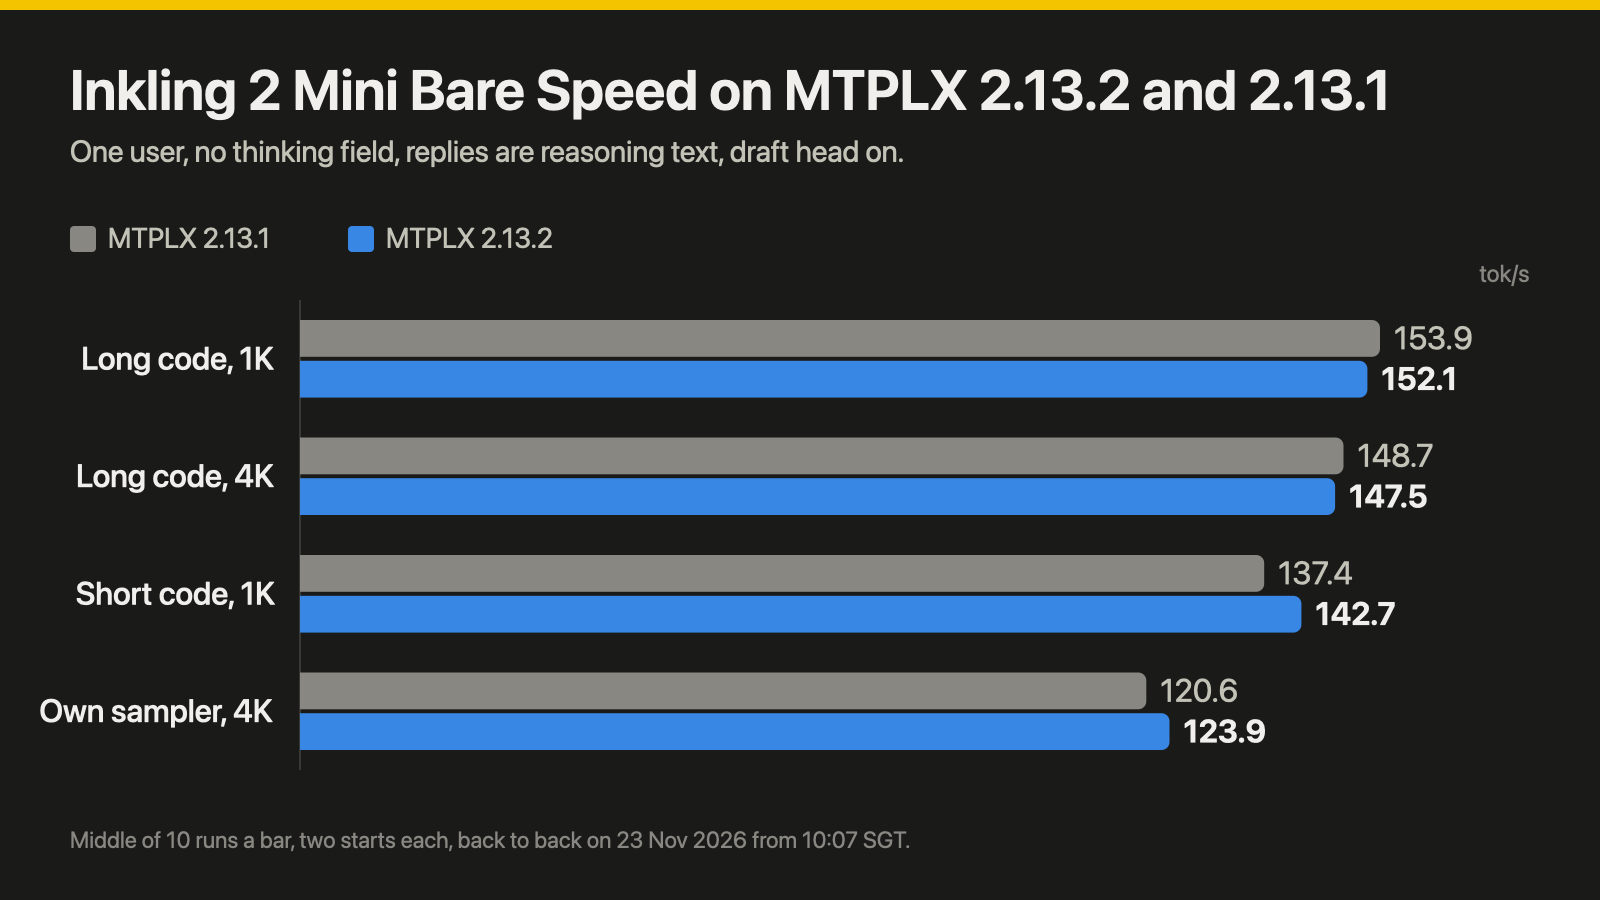 Inkling 2 Mini Bare Speed on MTPLX 2.13.2 and 2.13.1
One user, no thinking field, replies are reasoning text, draft head on.
MTPLX 2.13.1
MTPLX 2.13.2
tok/s
Long code, 1K
153.9
152.1
Long code, 4K
148.7
147.5
Short code, 1K
137.4
142.7
Own sampler, 4K
120.6
123.9
Middle of 10 runs a bar, two starts each, back to back on 23 Nov 2026 from 10:07 SGT.